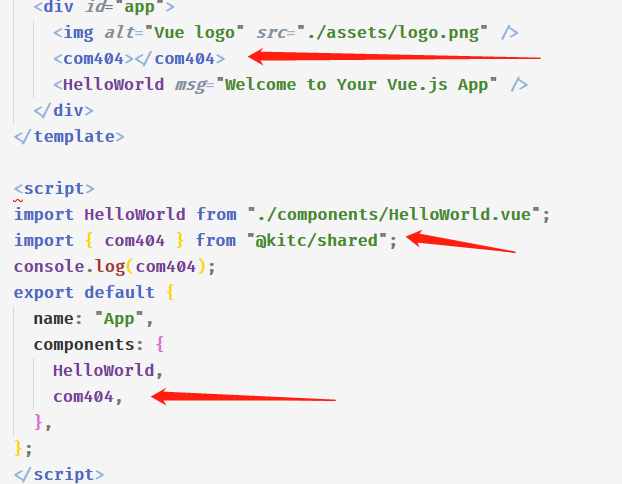 <div id="app">
<img alt="Vue logo" src="./assets/logo.png" />
<com404></com404>
<HelloWorld msg="Welcome to Your Vue.js App" />
</div>
</template>
<script>
import HelloWorld from "./components/HelloWorld.vue";
import { com404 } from "@kitc/shared";
console.log(com404);
export default {
name: "App",
components: {
HelloWorld,
com404,
},
};
</script>